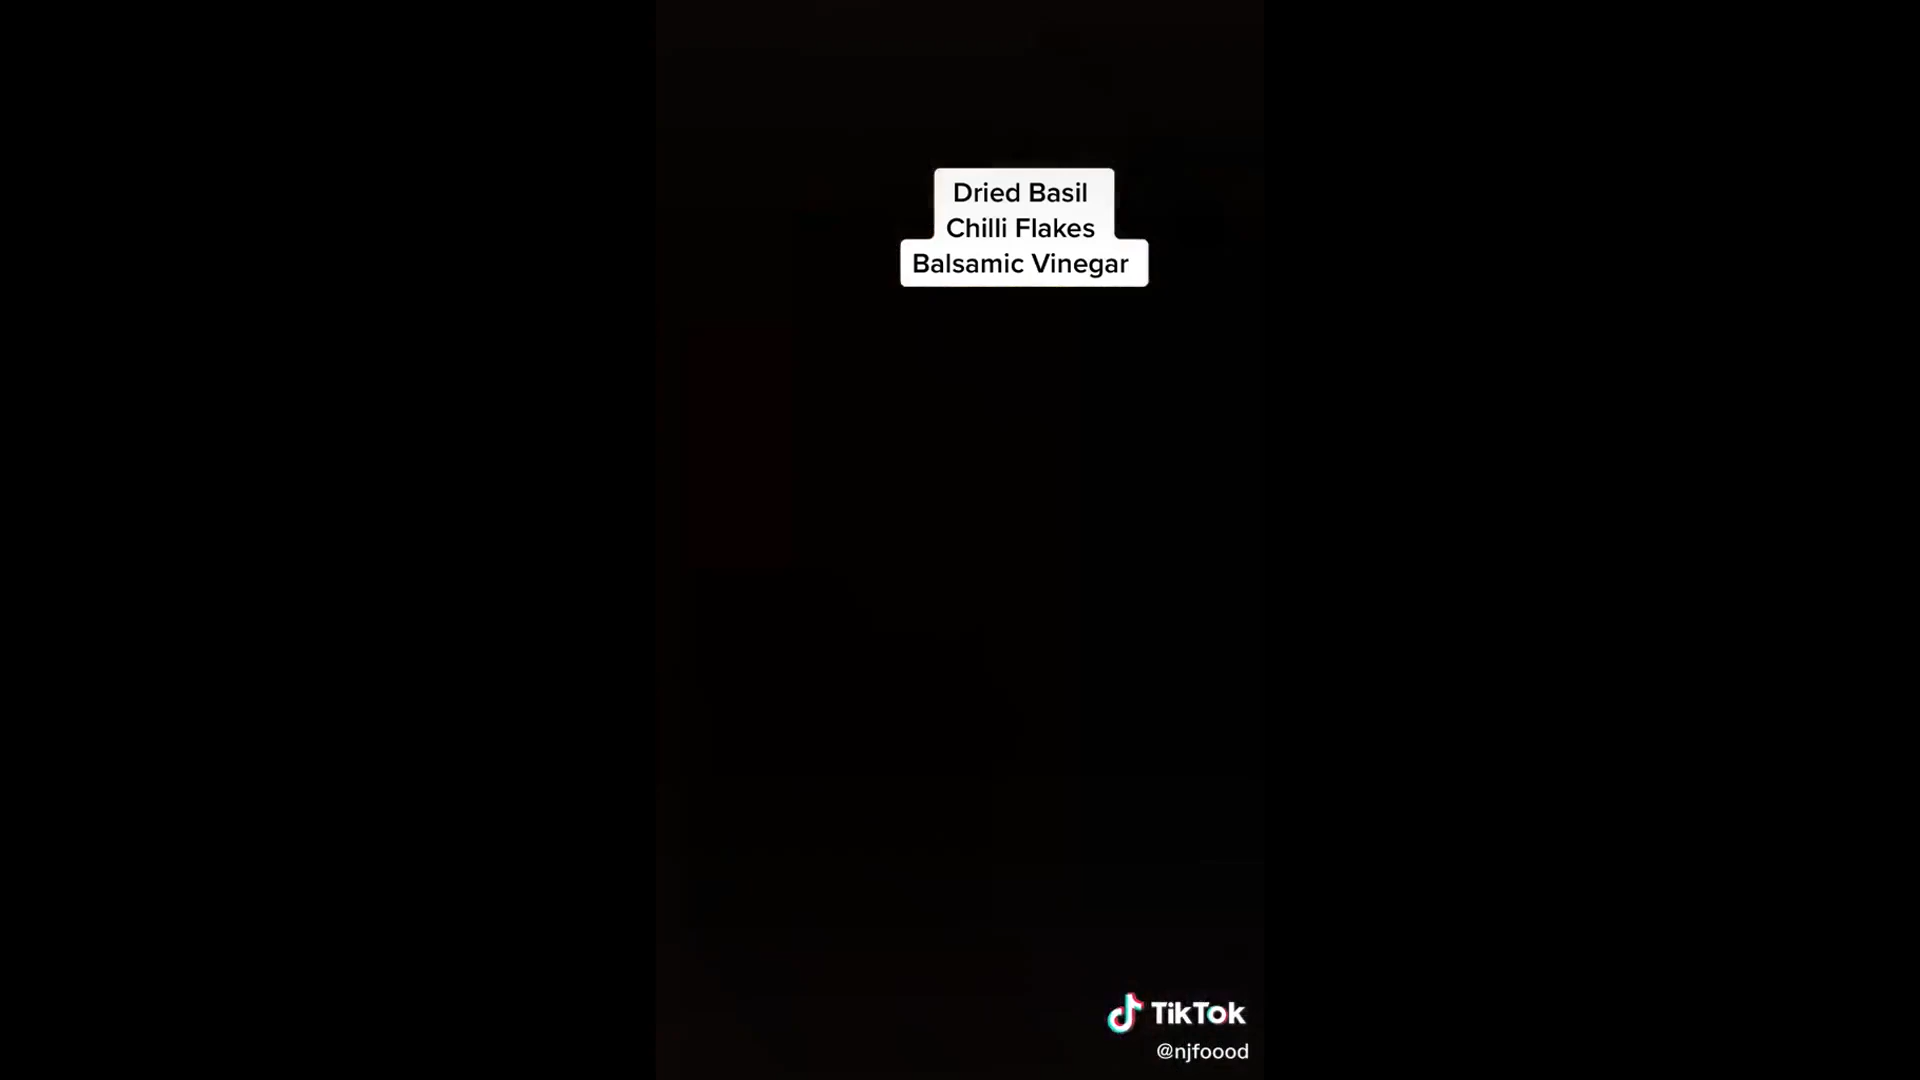 Dried Basil
Chilli Flakes
Balsamic Vinegar
TikTok
@njfoood